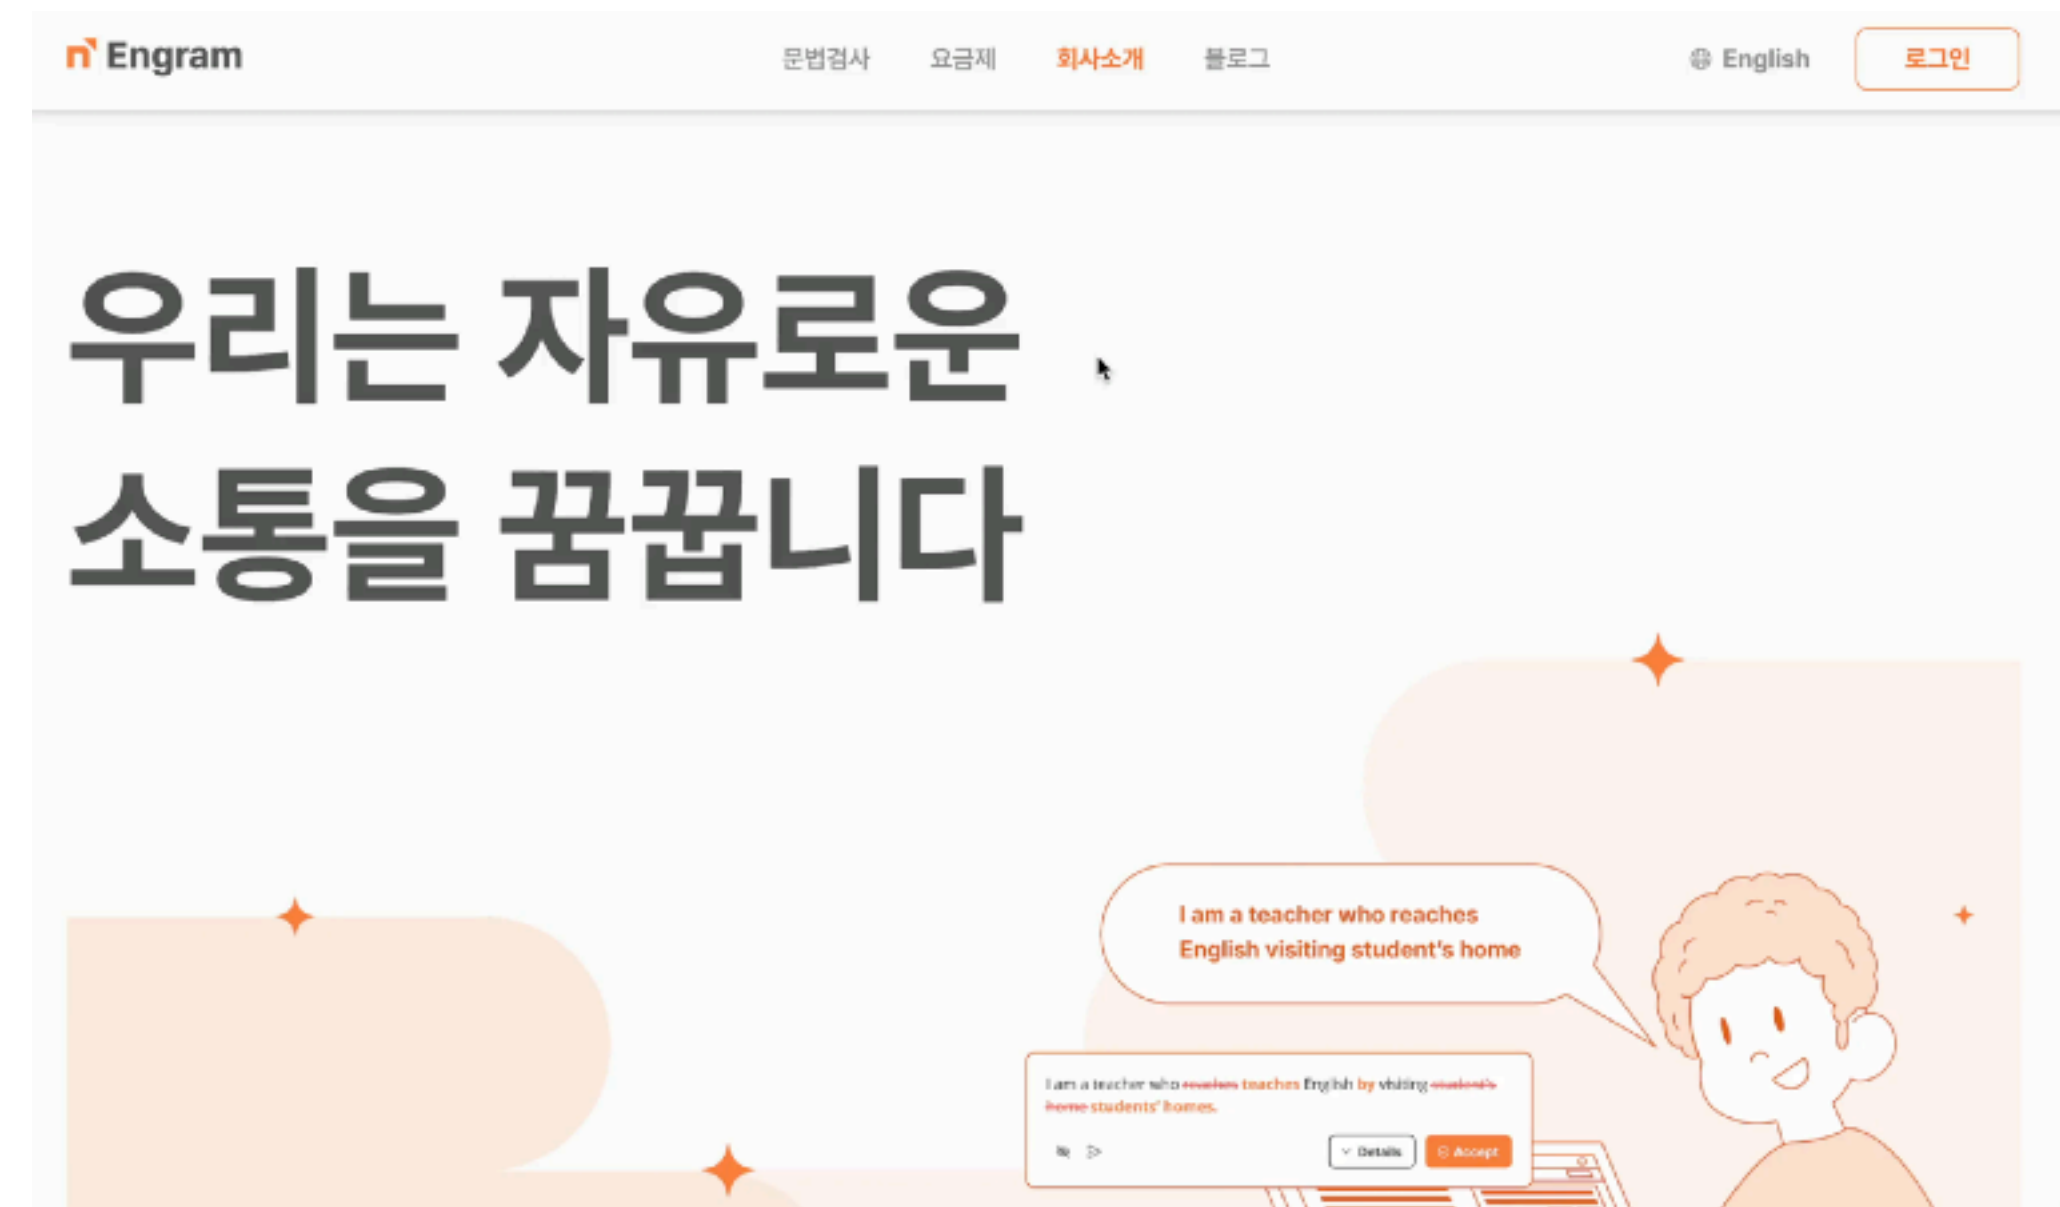 Engram
문법검사 요금제 회사소개 블로그
English 로그인
우리는 자유로운
소통을 꿈꿉니다
I am a teacher who reaches
English visiting student's home
I am a teacher who reaches teaches English by visiting student's
home students' homes.
Details Accept